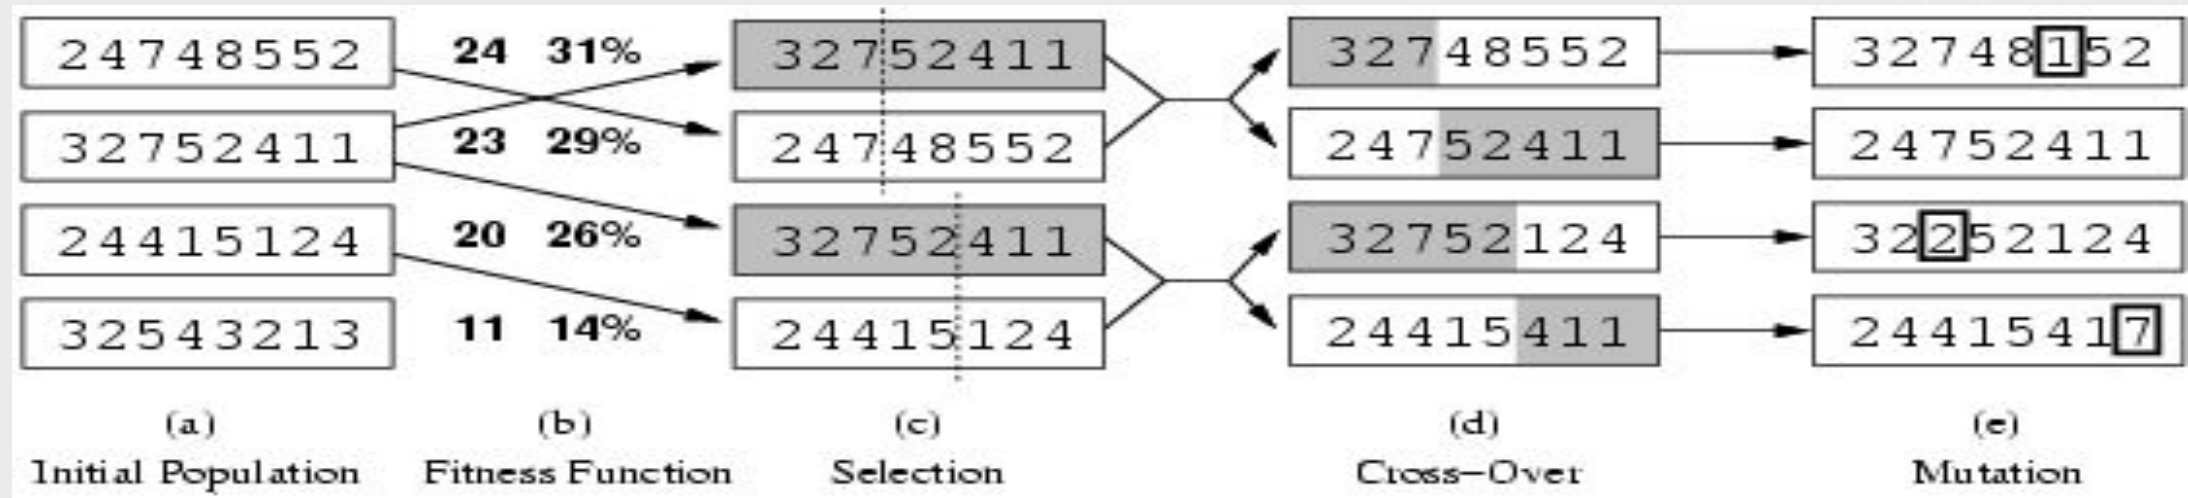 24748552 24 31% 32752411 32748552 32748152
32752411 23 29% 24748552 24752411 24752411
24415124 20 26% 32752411 32752124 32252124
32543213 11 14% 24415124 24415411 24415417
(a) (b) (c) (d) (e)
Initial Population Fitness Function Selection Cross-Over Mutation